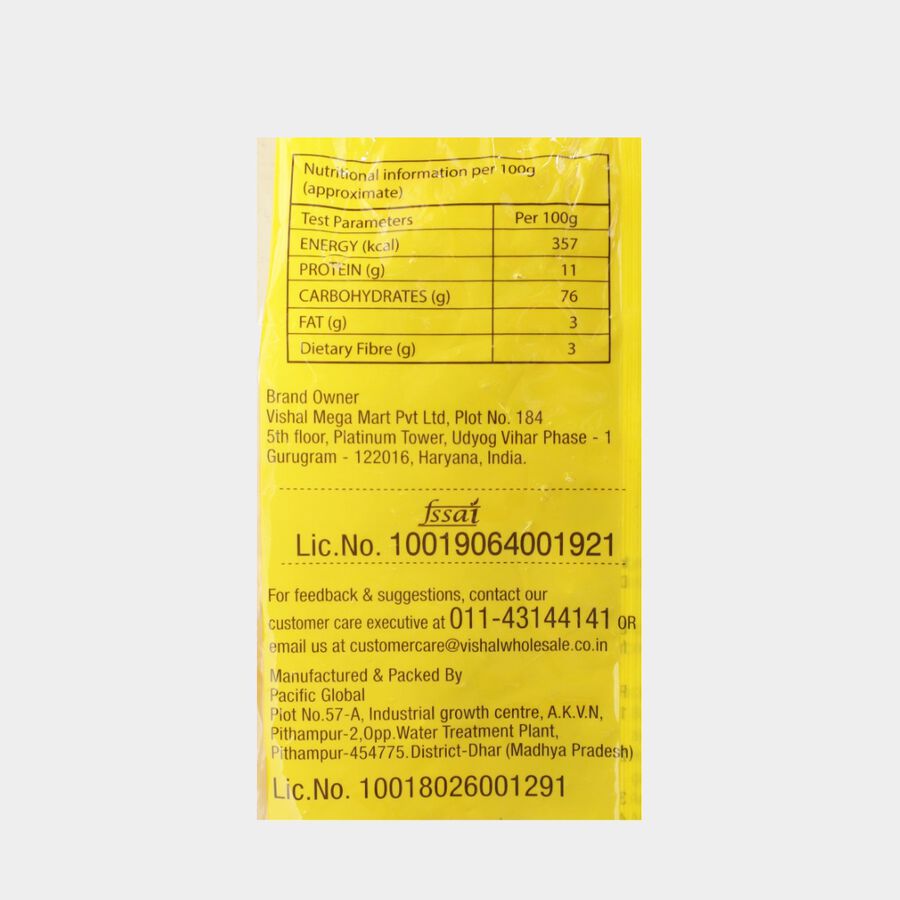 Nutritional information per 100g
(approximate)
Test Parameters Per 100g
ENERGY (kcal) 357
PROTEIN (g) 11
CARBOHYDRATES (g) 76
FAT (g) 3
Dietary Fibre (g) 3
Brand Owner
Vishal Mega Mart Pvt Ltd, Plot No. 184
5th floor, Platinum Tower, Udyog Vihar Phase - 1
Gurugram - 122016, Haryana, India.
fssai
Lic.No. 10019064001921
For feedback & suggestions, contact our
customer care executive at 011-43144141 OR
email us at customercare@vishalwholesale.co.in
Manufactured & Packed By
Pacific Global
Plot No.57-A, Industrial growth centre, A.K.V.N,
Pithampur-2,Opp.Water Treatment Plant,
Pithampur-454775.District-Dhar (Madhya Pradesh)
Lic.No. 10018026001291